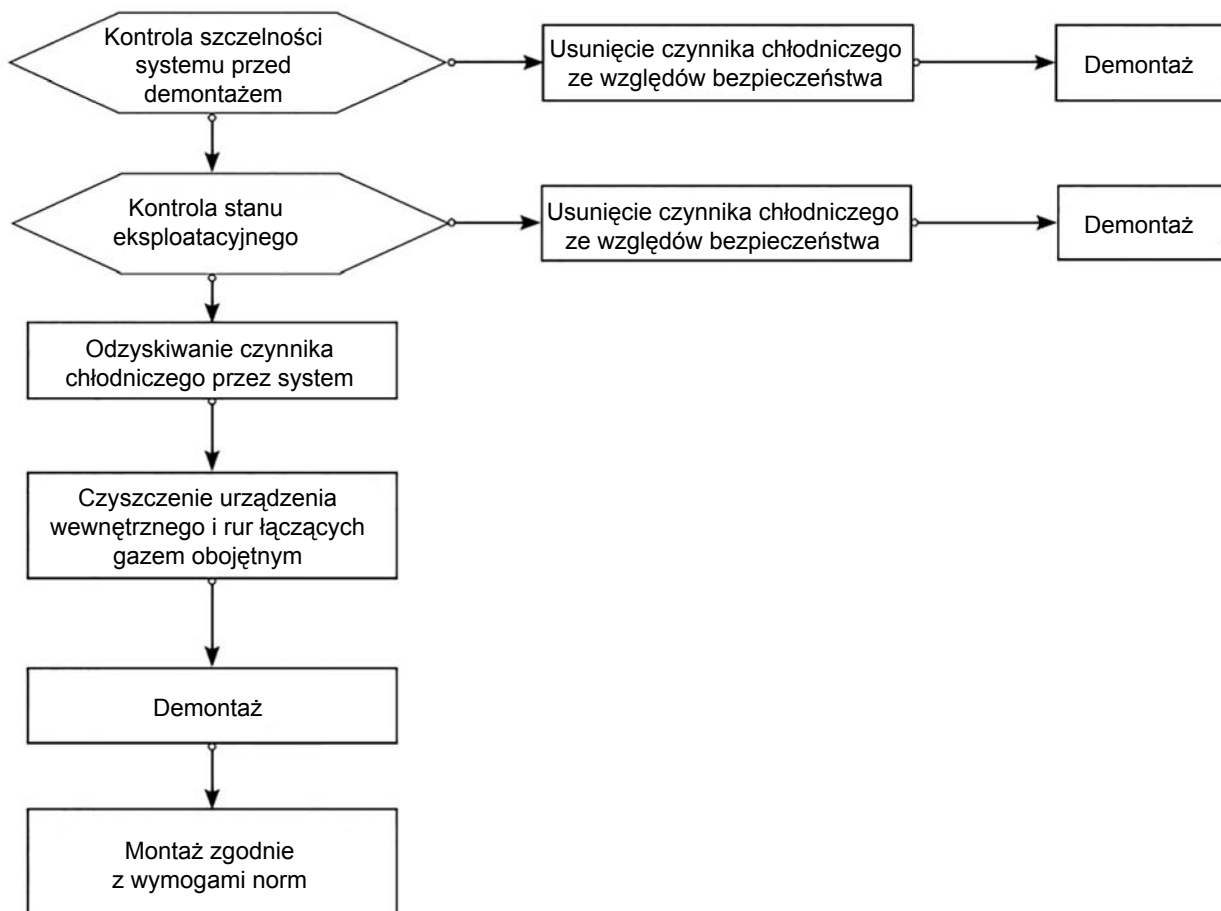 Kontrola szczelności
systemu przed
demontażem
Usunięcie czynnika chłodniczego
ze względów bezpieczeństwa
Demontaż
Kontrola stanu
eksploatacyjnego
Usunięcie czynnika chłodniczego
ze względów bezpieczeństwa
Demontaż
Odzyskiwanie czynnika
chłodniczego przez system
Czyszczenie urządzenia
wewnętrznego i rur łączących
gazem obojętnym
Demontaż
Montaż zgodnie
z wymogami norm